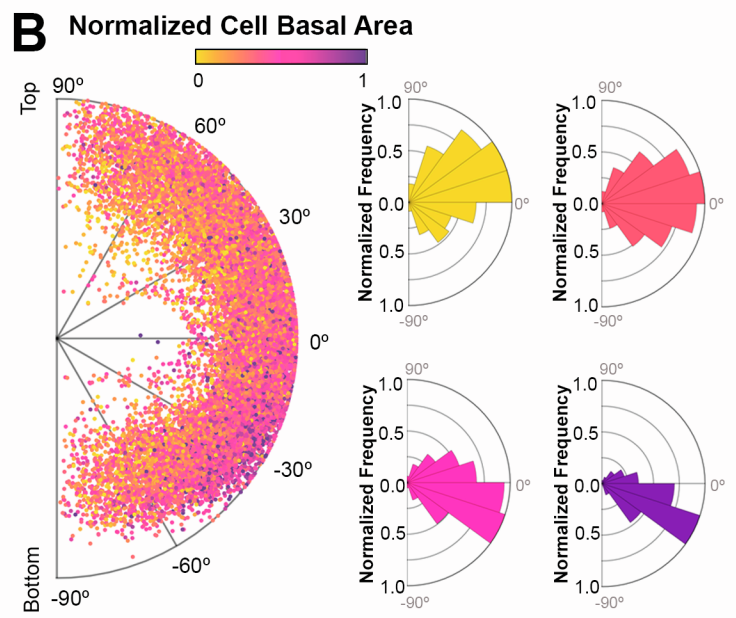 B Normalized Cell Basal Area
0 1
Top
90º
60º
30º
0º
-30º
-60º
-90º
Bottom
90º
1.0
0.5
0.0
0.5
1.0
Normalized Frequency
0º
-90º
90º
1.0
0.5
0.0
0.5
1.0
Normalized Frequency
0º
-90º
90º
1.0
0.5
0.0
0.5
1.0
Normalized Frequency
0º
-90º
90º
1.0
0.5
0.0
0.5
1.0
Normalized Frequency
0º
-90º